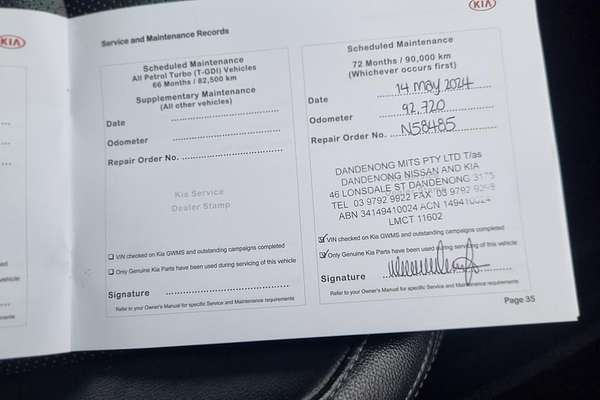 KIA
KIA
Service and Maintenance Records
Scheduled Maintenance
All Petrol Turbo (T-GDI) Vehicles
66 Months / 82,500 km
Supplementary Maintenance
(All other vehicles)
Date
Odometer
Repair Order No.
Kia Service
Dealer Stamp
VIN checked on Kia GWMS and outstanding campaigns completed
Only Genuine Kia Parts have been used during servicing of this vehicle
Signature
Refer to your Owner's Manual for specific Service and Maintenance requirements
Scheduled Maintenance
72 Months / 90,000 km
(Whichever occurs first)
Date 14 May 2024
Odometer 92,720
Repair Order No. N58485
DANDENONG MITS PTY LTD T/as
DANDENONG NISSAN AND KIA
46 LONSDALE ST DANDENONG 3175
TEL 03 9792 9922 FAX 03 9792
ABN 34149410024 ACN 149410024
LMCT 11602
VIN checked on Kia GWMS and outstanding campaigns completed
Only Genuine Kia Parts have been used during servicing of this vehicle
Signature
Refer to your Owner's Manual for specific Service and Maintenance requirements
Page 35